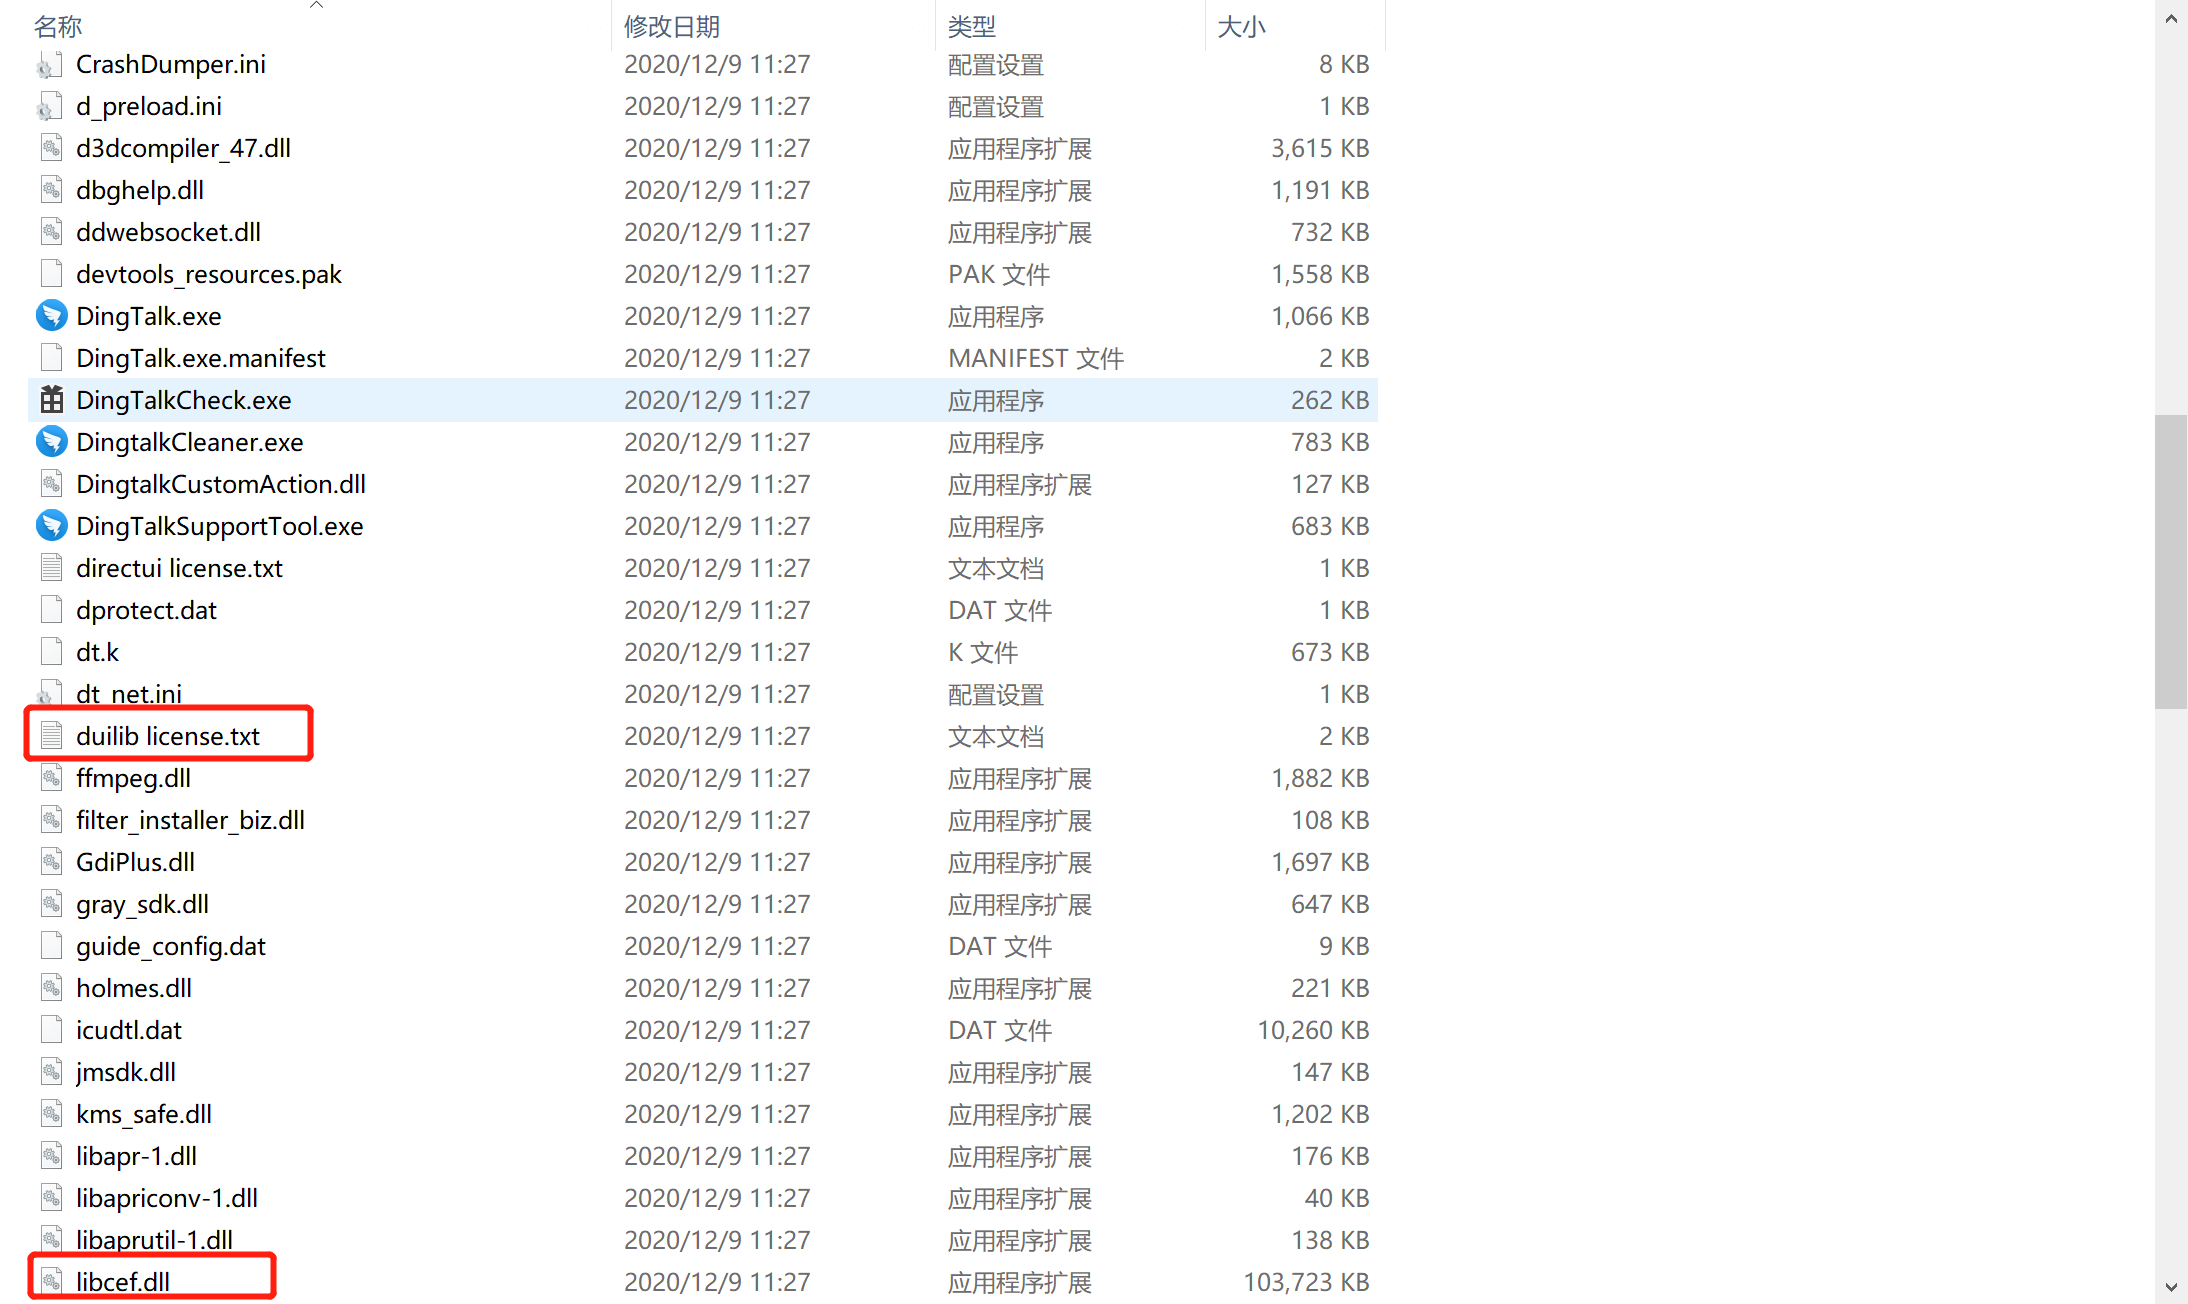 名称 修改日期 类型 大小
CrashDumper.ini 2020/12/9 11:27 配置设置 8 KB
d_preload.ini 2020/12/9 11:27 配置设置 1 KB
d3dcompiler_47.dll 2020/12/9 11:27 应用程序扩展 3,615 KB
dbghelp.dll 2020/12/9 11:27 应用程序扩展 1,191 KB
ddwebsocket.dll 2020/12/9 11:27 应用程序扩展 732 KB
devtools_resources.pak 2020/12/9 11:27 PAK 文件 1,558 KB
DingTalk.exe 2020/12/9 11:27 应用程序 1,066 KB
DingTalk.exe.manifest 2020/12/9 11:27 MANIFEST 文件 2 KB
DingTalkCheck.exe 2020/12/9 11:27 应用程序 262 KB
DingtalkCleaner.exe 2020/12/9 11:27 应用程序 783 KB
DingtalkCustomAction.dll 2020/12/9 11:27 应用程序扩展 127 KB
DingTalkSupportTool.exe 2020/12/9 11:27 应用程序 683 KB
directui license.txt 2020/12/9 11:27 文本文档 1 KB
dprotect.dat 2020/12/9 11:27 DAT 文件 1 KB
dt.k 2020/12/9 11:27 K 文件 673 KB
dt_net.ini 2020/12/9 11:27 配置设置 1 KB
duilib license.txt 2020/12/9 11:27 文本文档 2 KB
ffmpeg.dll 2020/12/9 11:27 应用程序扩展 1,882 KB
filter_installer_biz.dll 2020/12/9 11:27 应用程序扩展 108 KB
GdiPlus.dll 2020/12/9 11:27 应用程序扩展 1,697 KB
gray_sdk.dll 2020/12/9 11:27 应用程序扩展 647 KB
guide_config.dat 2020/12/9 11:27 DAT 文件 9 KB
holmes.dll 2020/12/9 11:27 应用程序扩展 221 KB
icudtl.dat 2020/12/9 11:27 DAT 文件 10,260 KB
jmsdk.dll 2020/12/9 11:27 应用程序扩展 147 KB
kms_safe.dll 2020/12/9 11:27 应用程序扩展 1,202 KB
libapr-1.dll 2020/12/9 11:27 应用程序扩展 176 KB
libapriconv-1.dll 2020/12/9 11:27 应用程序扩展 40 KB
libaprutil-1.dll 2020/12/9 11:27 应用程序扩展 138 KB
libcef.dll 2020/12/9 11:27 应用程序扩展 103,723 KB